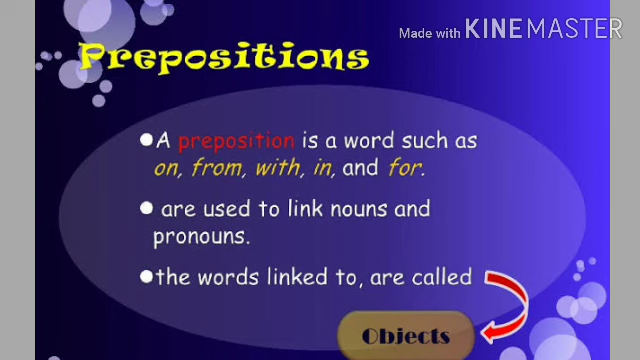 Made with KINEMASTER
Prepositions
A preposition is a word such as
on, from, with, in, and for.
are used to link nouns and
pronouns.
the words linked to, are called
Objects